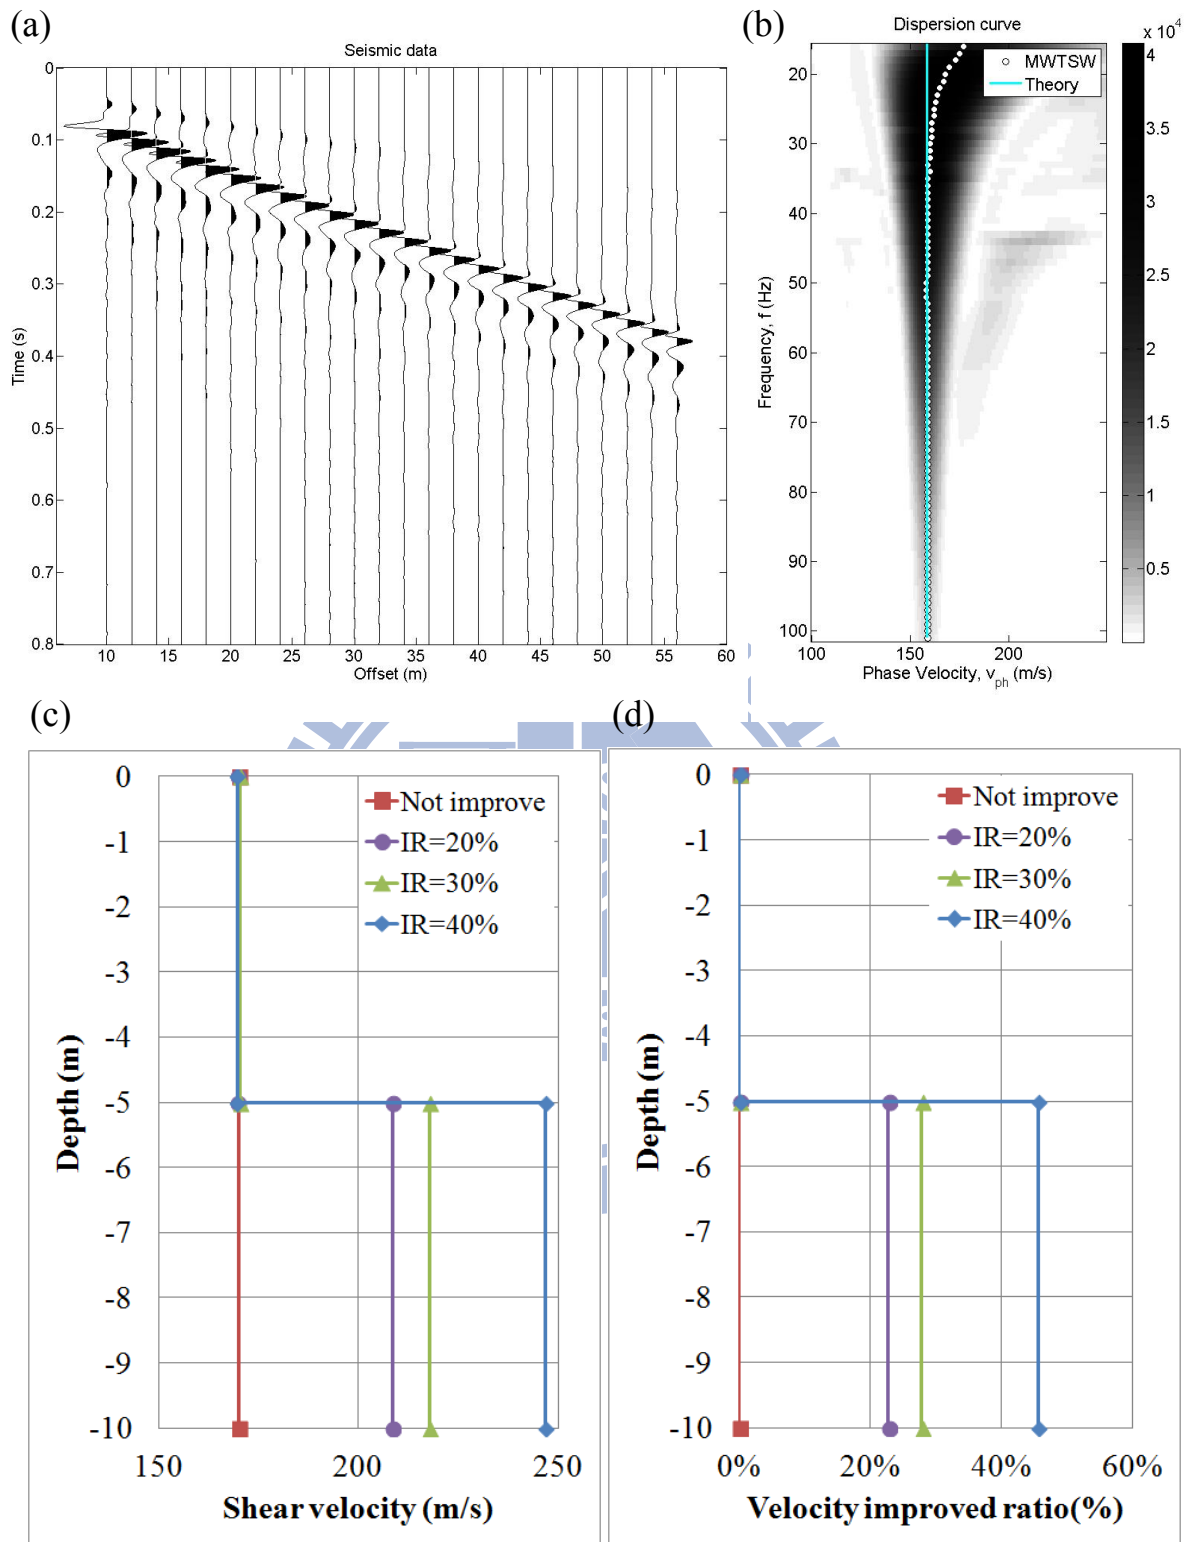 (a)
Seismic data
0
0.1
0.2
0.3
0.4
0.5
0.6
0.7
0.8
Time (s)
10 15 20 25 30 35 40 45 50 55 60
Offset (m)
(b)
Dispersion curve
x 10^4
MWTSW
Theory
20
30
40
50
60
70
80
90
100
Frequency, f (Hz)
100 150 200
Phase Velocity, v_ph (m/s)
4
3.5
3
2.5
2
1.5
1
0.5
(c)
Not improve
IR=20%
IR=30%
IR=40%
0
-1
-2
-3
-4
-5
-6
-7
-8
-9
-10
Depth (m)
150 200 250
Shear velocity (m/s)
(d)
Not improve
IR=20%
IR=30%
IR=40%
0
-1
-2
-3
-4
-5
-6
-7
-8
-9
-10
Depth (m)
0% 20% 40% 60%
Velocity improved ratio(%)